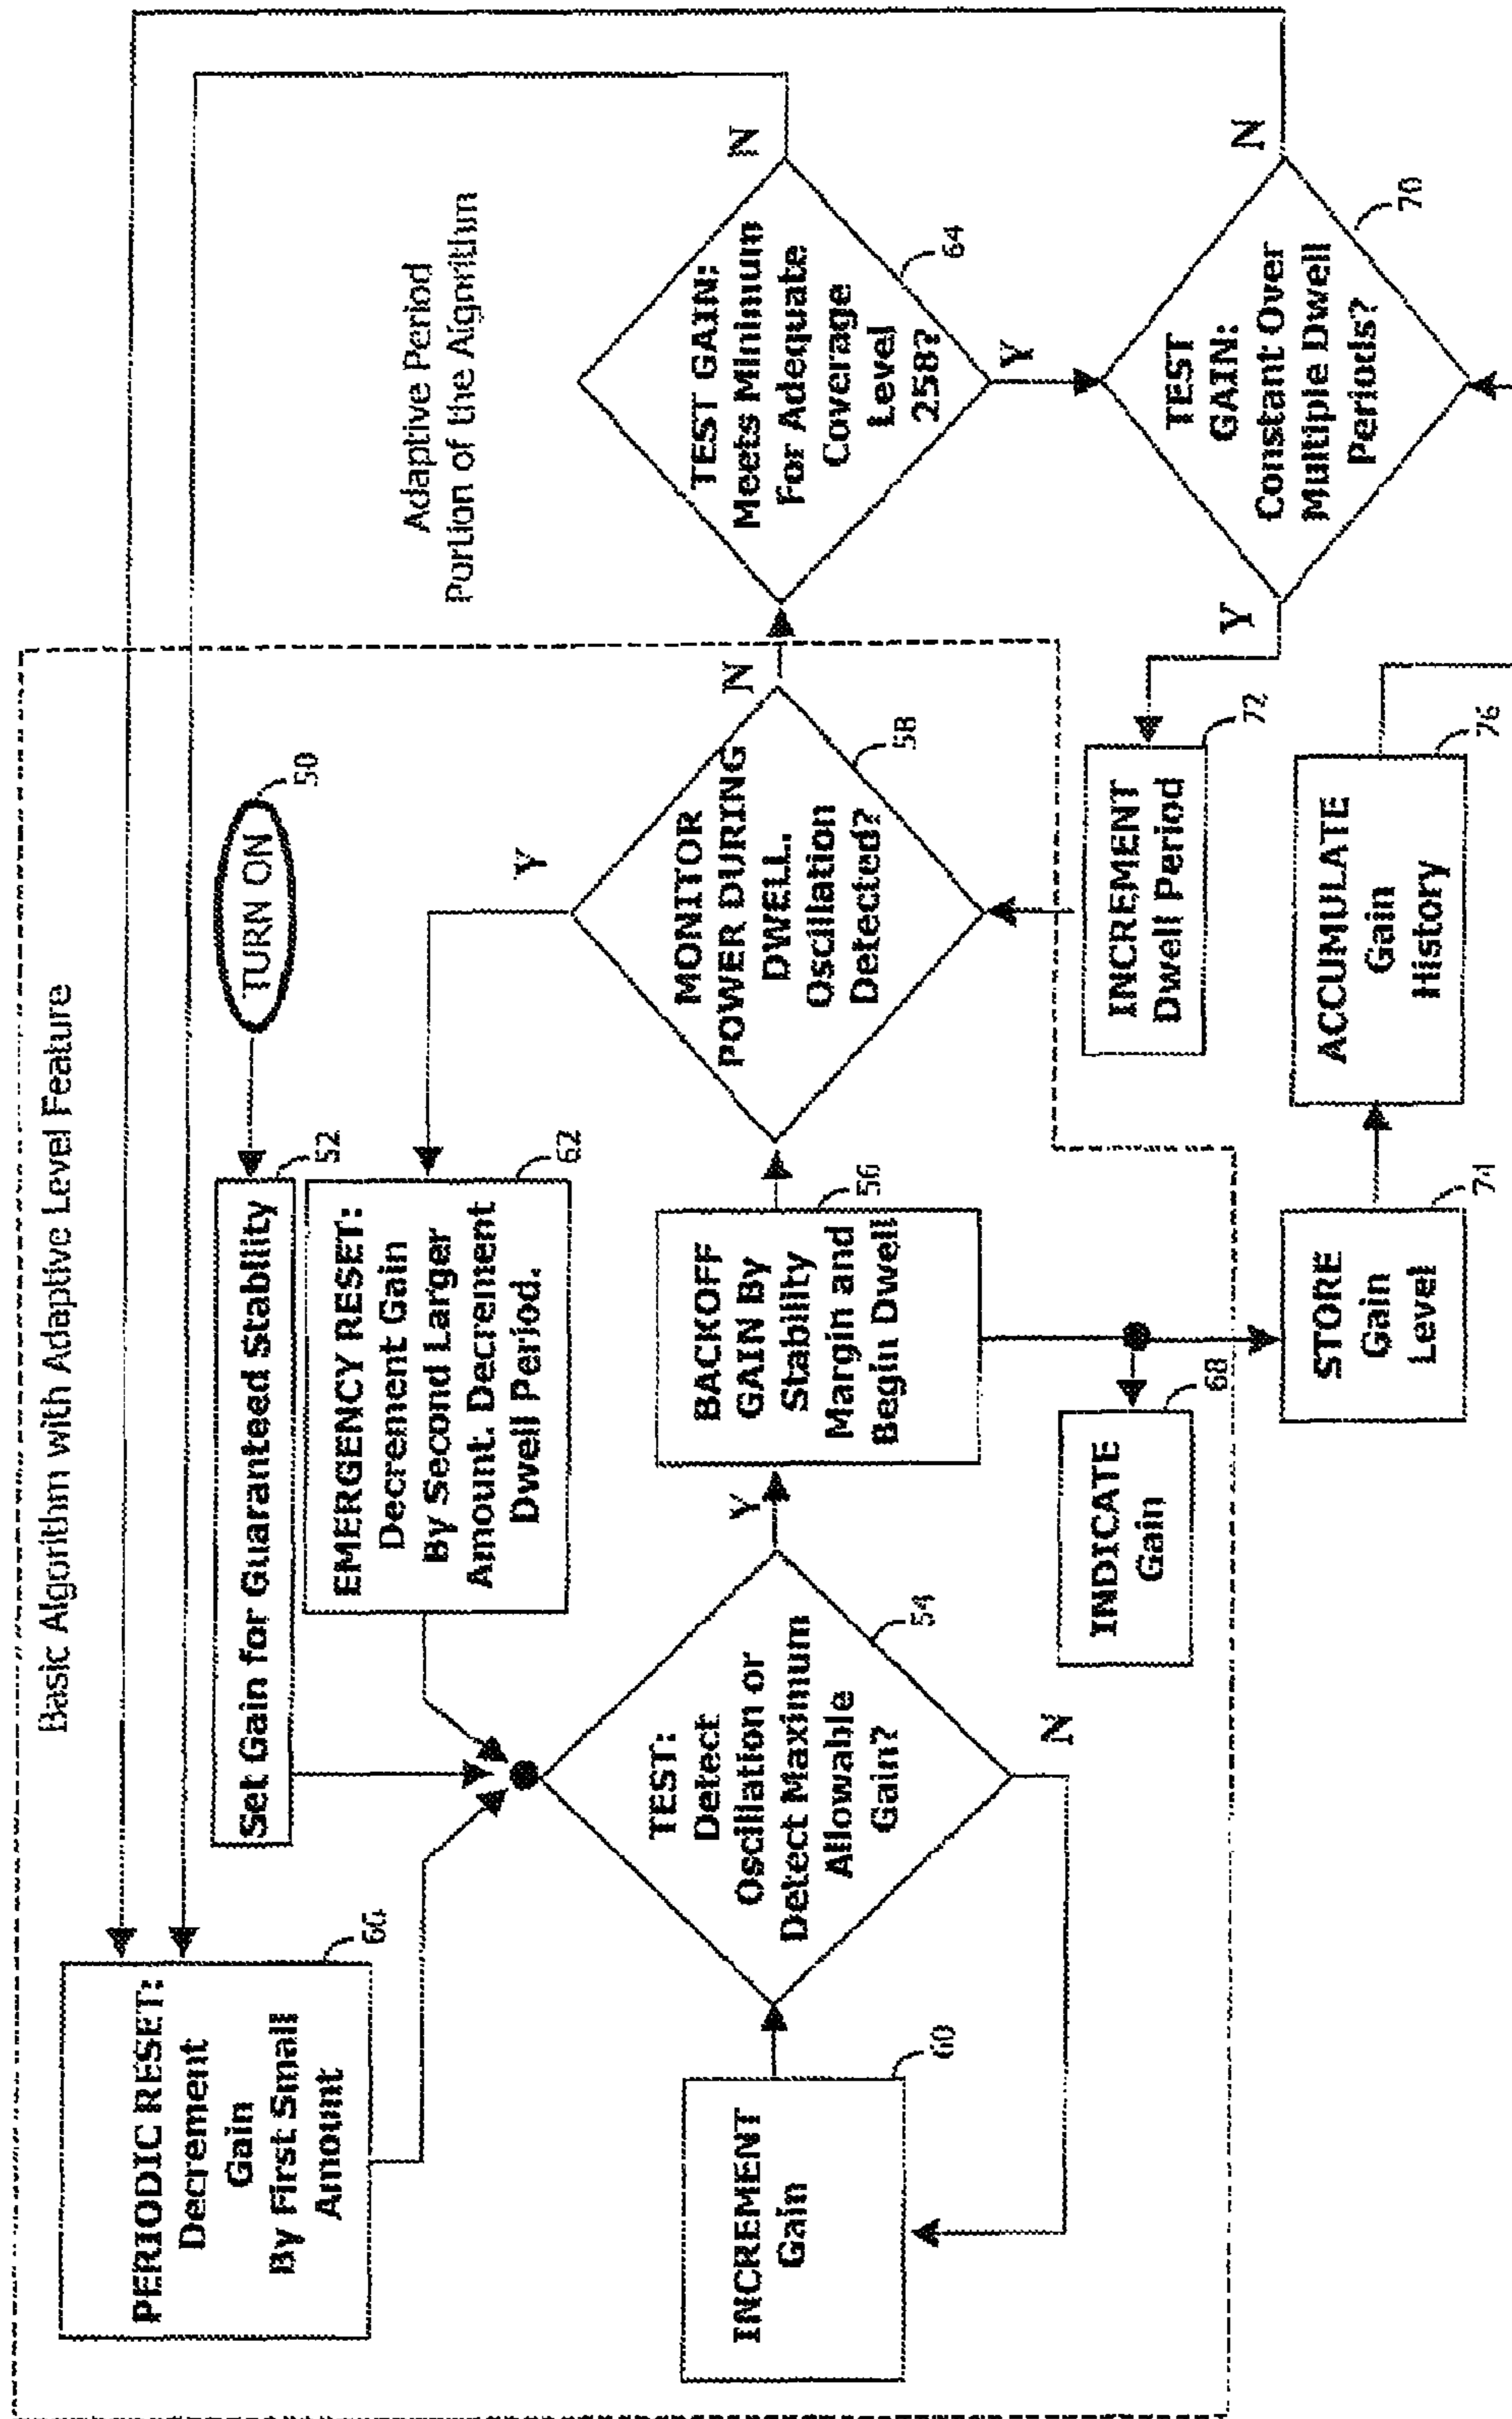 Basic Algorithm with Adaptive Level Feature
PERIODIC RESET:
Decrement
Gain
By First Small
Amount
66
Set Gain for Guaranteed Stability
52
TURN ON
50
EMERGENCY RESET:
Decrement Gain
By Second Larger
Amount. Decrement
Dwell Period.
62
Adaptive Period
Portion of the Algorithm
INCREMENT
Gain
60
TEST:
Detect
Oscillation or
Detect Maximum
Allowable
Gain?
54
Y
N
BACKOFF
GAIN By
Stability
Margin and
Begin Dwell
56
MONITOR
POWER DURING
DWELL.
Oscillation
Detected?
58
Y
N
TEST GAIN:
Meets Minimum
For Adequate
Coverage
Level
258?
64
N
Y
INDICATE
Gain
68
INCREMENT
Dwell Period
72
TEST
GAIN:
Constant Over
Multiple Dwell
Periods?
70
Y
N
STORE
Gain
Level
74
ACCUMULATE
Gain
History
76